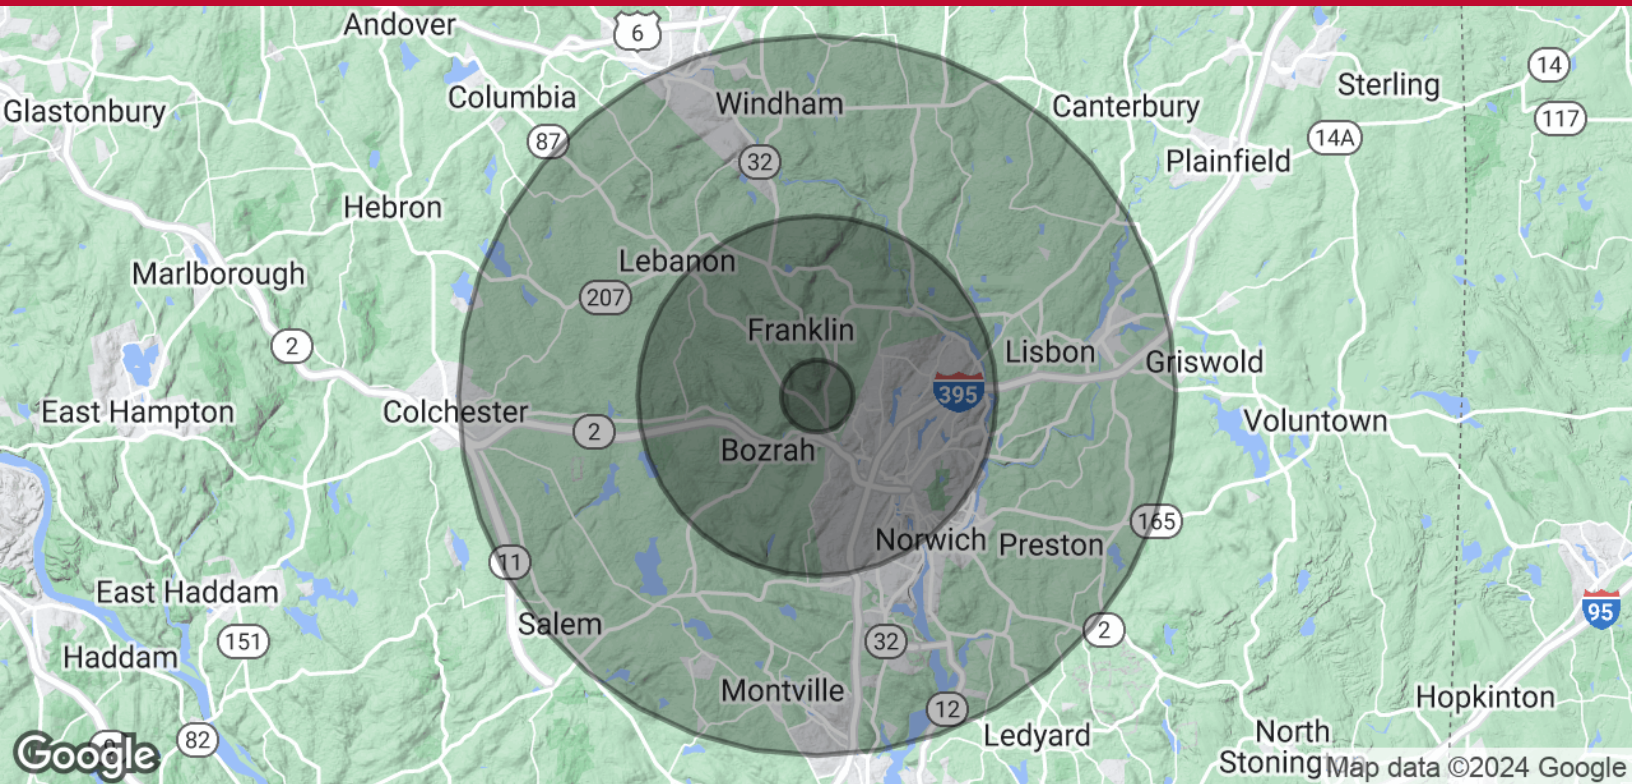 Andover
6
Glastonbury
Columbia
Windham
Canterbury
Sterling
14
117
87
32
14A
Plainfield
Hebron
Marlborough
Lebanon
207
Franklin
2
Lisbon
Griswold
395
East Hampton
Colchester
2
Bozrah
Voluntown
165
Norwich
Preston
11
East Haddam
Salem
151
32
2
95
Haddam
Montville
12
Hopkinton
82
Ledyard
North
Google
Map data ©2024 Google